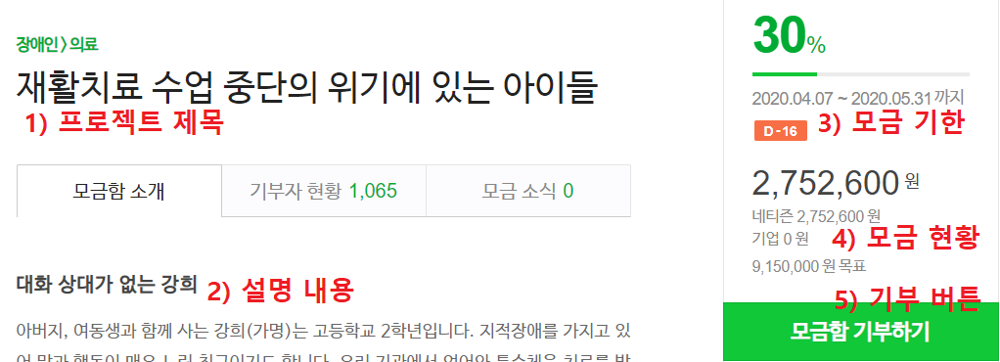 장애인 > 의료
재활치료 수업 중단의 위기에 있는 아이들
1) 프로젝트 제목
모금함 소개
기부자 현황 1,065
모금 소식 0
대화 상대가 없는 강희
2) 설명 내용
아버지, 여동생과 함께 사는 강희(가명)는 고등학교 2학년입니다. 지적장애를 가지고 있
어 말과 행동이 매우 느린 친구이기도 합니다. 우리 기관에서 언어와 특수체육 치료를 받
30%
2020.04.07 ~ 2020.05.31까지
D-16
3) 모금 기한
2,752,600 원
네티즌 2,752,600 원
기업 0 원
4) 모금 현황
9,150,000 원 목표
5) 기부 버튼
모금함 기부하기